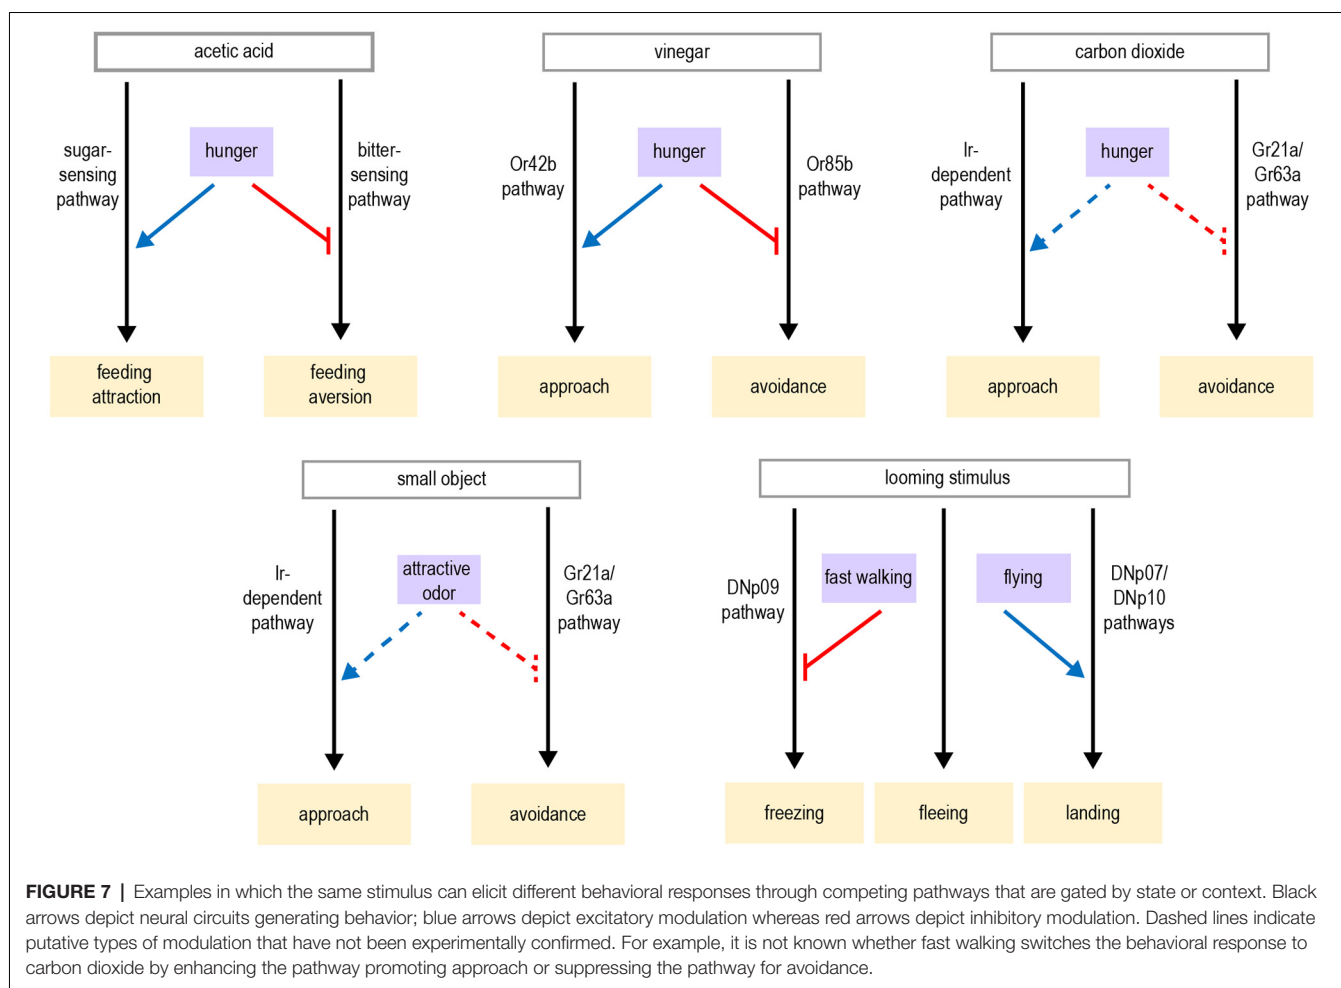 acetic acid
sugar-
sensing
pathway
hunger
bitter-
sensing
pathway
feeding
attraction
feeding
aversion
vinegar
Or42b
pathway
hunger
Or85b
pathway
approach
avoidance
carbon dioxide
Ir-
dependent
pathway
hunger
Gr21a/
Gr63a
pathway
approach
avoidance
small object
Ir-
dependent
pathway
attractive
odor
Gr21a/
Gr63a
pathway
approach
avoidance
looming stimulus
DNp09
pathway
fast walking
flying
DNp07/
DNp10
pathways
freezing
fleeing
landing
FIGURE 7 | Examples in which the same stimulus can elicit different behavioral responses through competing pathways that are gated by state or context. Black
arrows depict neural circuits generating behavior; blue arrows depict excitatory modulation whereas red arrows depict inhibitory modulation. Dashed lines indicate
putative types of modulation that have not been experimentally confirmed. For example, it is not known whether fast walking switches the behavioral response to
carbon dioxide by enhancing the pathway promoting approach or suppressing the pathway for avoidance.